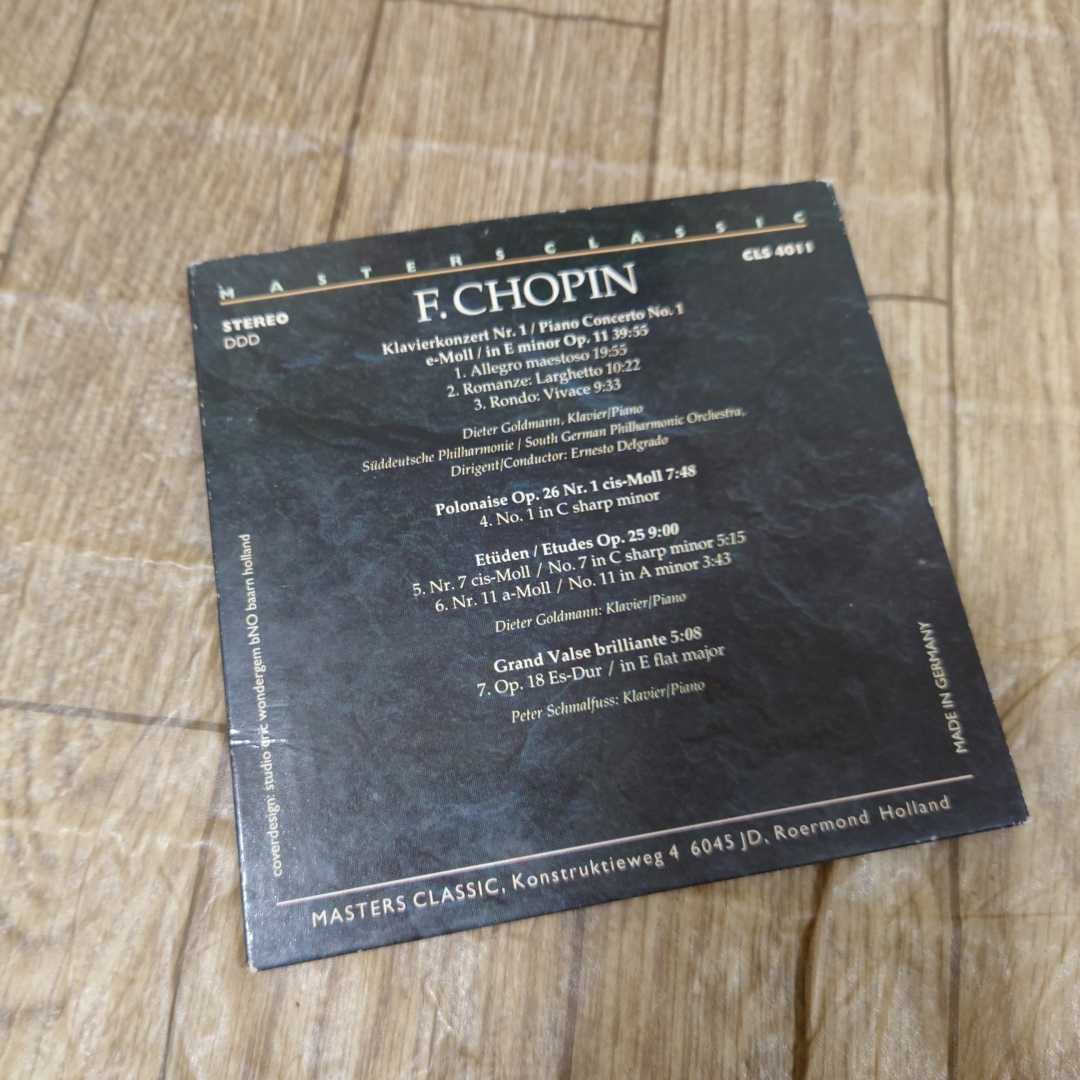 MASTERS CLASSIC
CLS 4011
STEREO
DDD
F. CHOPIN
Klavierkonzert Nr. 1 / Piano Concerto No. 1
e-Moll / in E minor Op. 11 39:55
1. Allegro maestoso 19:55
2. Romanze: Larghetto 10:22
3. Rondo: Vivace 9:33
Dieter Goldmann, Klavier/Piano
Süddeutsche Philharmonie / South German Philharmonic Orchestra,
Dirigent/Conductor: Ernesto Delgrado
Polonaise Op. 26 Nr. 1 cis-Moll 7:48
4. No. 1 in C sharp minor
Etüden / Etudes Op. 25 9:00
5. Nr. 7 cis-Moll / No. 7 in C sharp minor 5:15
6. Nr. 11 a-Moll / No. 11 in A minor 3:43
Dieter Goldmann: Klavier/Piano
Grand Valse brilliante 5:08
7. Op. 18 Es-Dur / in E flat major
Peter Schmalfuss: Klavier/Piano
coverdesign: studio eric wondergem bNO baarn holland
MADE IN GERMANY
MASTERS CLASSIC, Konstruktieweg 4 6045 JD, Roermond Holland